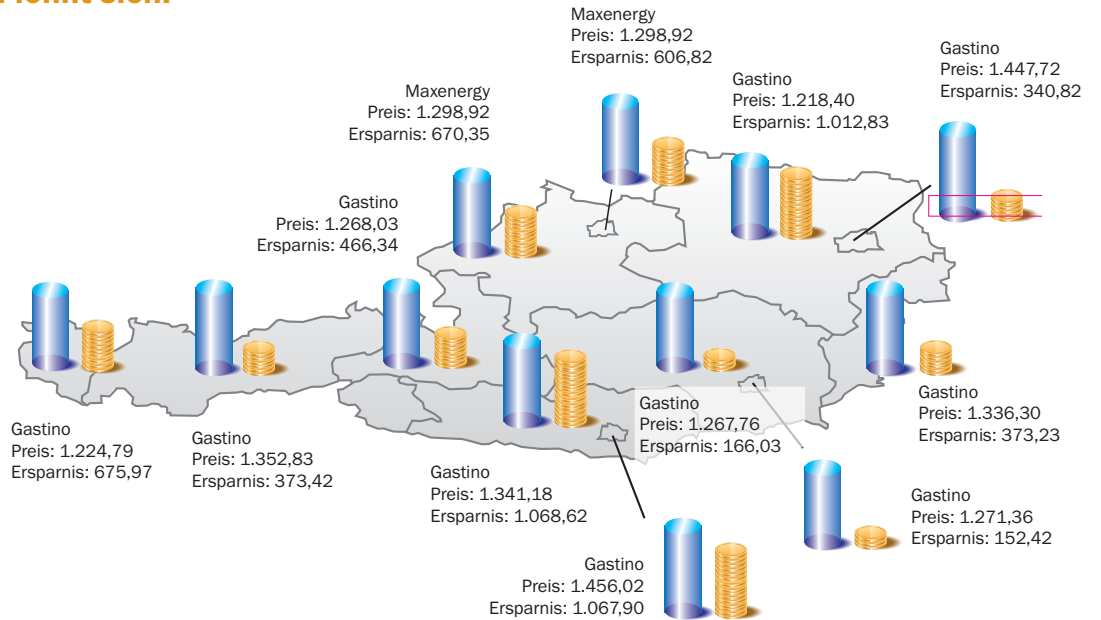 Maxenergy
Preis: 1.298,92
Ersparnis: 606,82
Gastino
Preis: 1.447,72
Ersparnis: 340,82
Gastino
Preis: 1.218,40
Ersparnis: 1.012,83
Maxenergy
Preis: 1.298,92
Ersparnis: 670,35
Gastino
Preis: 1.268,03
Ersparnis: 466,34
Gastino
Preis: 1.224,79
Ersparnis: 675,97
Gastino
Preis: 1.352,83
Ersparnis: 373,42
Gastino
Preis: 1.341,18
Ersparnis: 1.068,62
Gastino
Preis: 1.267,76
Ersparnis: 166,03
Gastino
Preis: 1.336,30
Ersparnis: 373,23
Gastino
Preis: 1.271,36
Ersparnis: 152,42
Gastino
Preis: 1.456,02
Ersparnis: 1.067,90